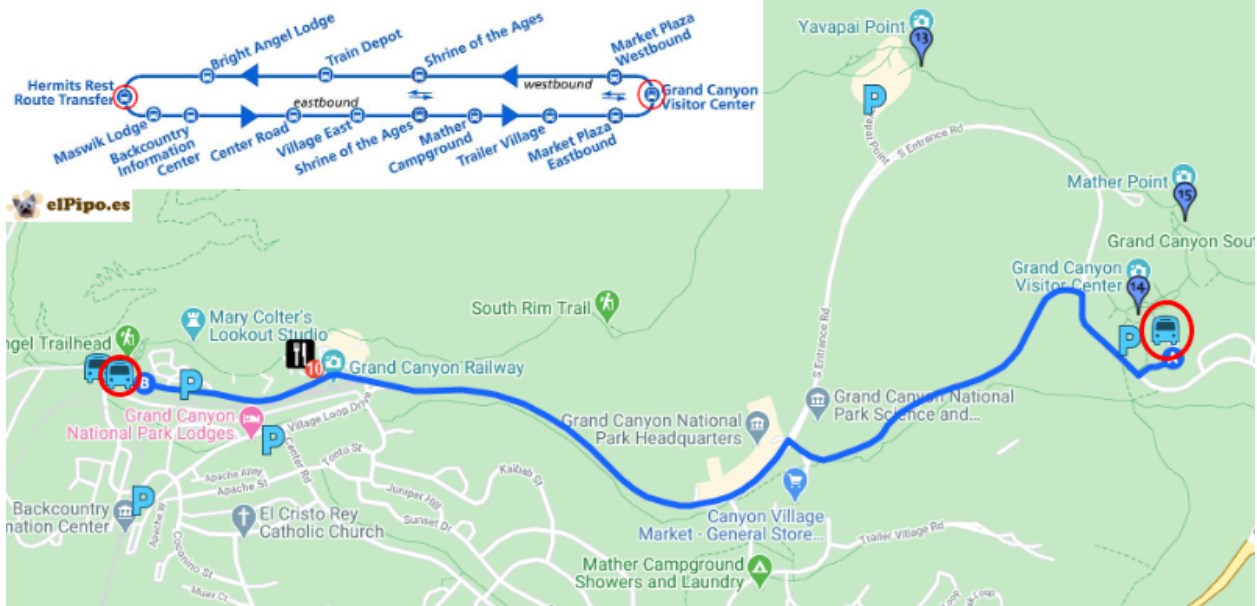 Bright Angel Lodge
Train Depot
Shrine of the Ages
Market Plaza
Westbound
Hermits Rest
Route Transfer
westbound
Grand Canyon
Visitor Center
eastbound
Maswik Lodge
Backcountry
Information
Center
Center Road
Village East
Shrine of the Ages
Mather
Campground
Trailer Village
Market Plaza
Eastbound
elPipo.es
Yavapai Point
13
P
S Entrance Rd
Mather Point
15
Grand Canyon Sout
Grand Canyon
Visitor Center
14
P
South Rim Trail
Mary Colter's
Lookout Studio
ngel Trailhead
10
Grand Canyon Railway
B
P
S Entrance Rd
Grand Canyon
National Park Lodges
Village Loop Drive
P
Center Rd
Grand Canyon National
Park Science and...
Grand Canyon National
Park Headquarters
Tonto St
Apache Alley
Apache St
Kaibab St
Juniper Hill
Backcountry
mation Center
P
Apache W
El Cristo Rey
Catholic Church
Sunset Dr
Canyon Village
Market - General Store...
Trailer Village Rd
Coconino St
Mather Campground
Showers and Laundry